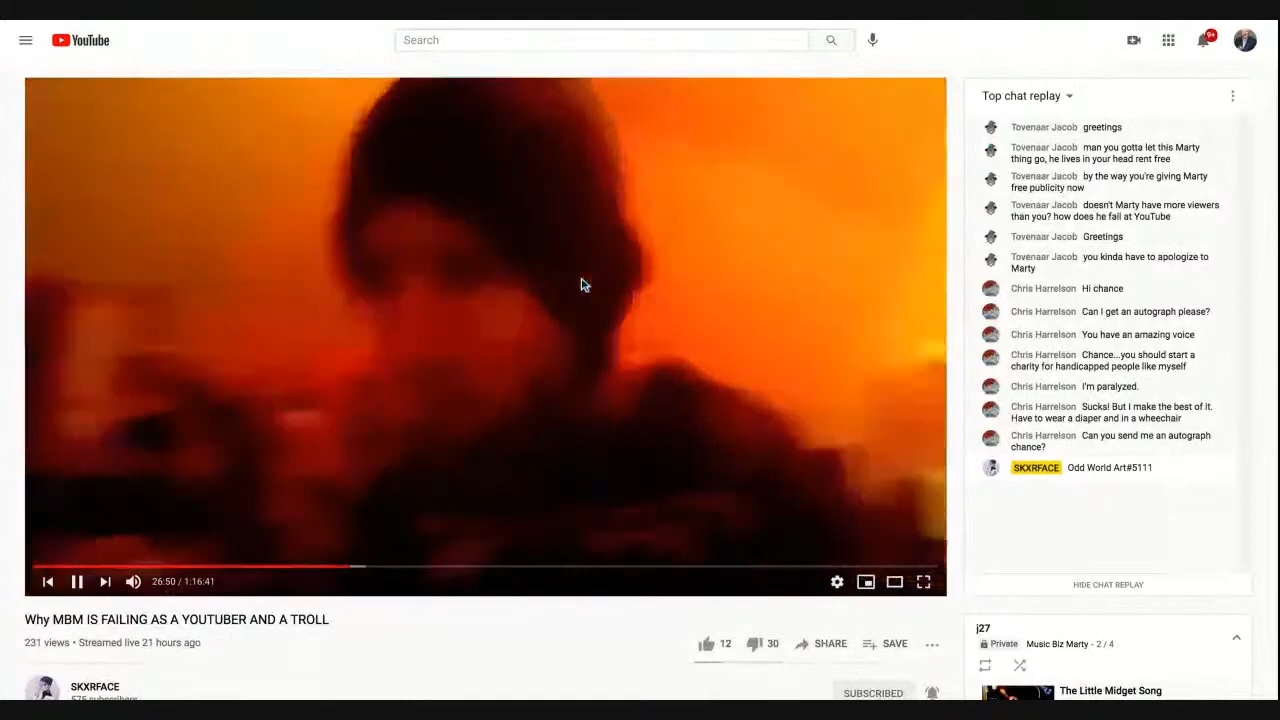 YouTube
Search
9+
Top chat replay
Tovenaar Jacob greetings
Tovenaar Jacob man you gotta let this Marty
thing go, he lives in your head rent free
Tovenaar Jacob by the way you're giving Marty
free publicity now
Tovenaar Jacob doesn't Marty have more viewers
than you? how does he fail at YouTube
Tovenaar Jacob Greetings
Tovenaar Jacob you kinda have to apologize to
Marty
Chris Harrelson Hi chance
Chris Harrelson Can I get an autograph please?
Chris Harrelson You have an amazing voice
Chris Harrelson Chance...you should start a
charity for handicapped people like myself
Chris Harrelson I'm paralyzed.
Chris Harrelson Sucks! But I make the best of it.
Have to wear a diaper and in a wheechair
Chris Harrelson Can you send me an autograph
chance?
SKXRFACE Odd World Art#5111
HIDE CHAT REPLAY
26:50 / 1:16:41
Why MBM IS FAILING AS A YOUTUBER AND A TROLL
231 views • Streamed live 21 hours ago
12
30
SHARE
SAVE
SKXRFACE
575 subscribers
SUBSCRIBED
j27
Private Music Biz Marty - 2 / 4
The Little Midget Song